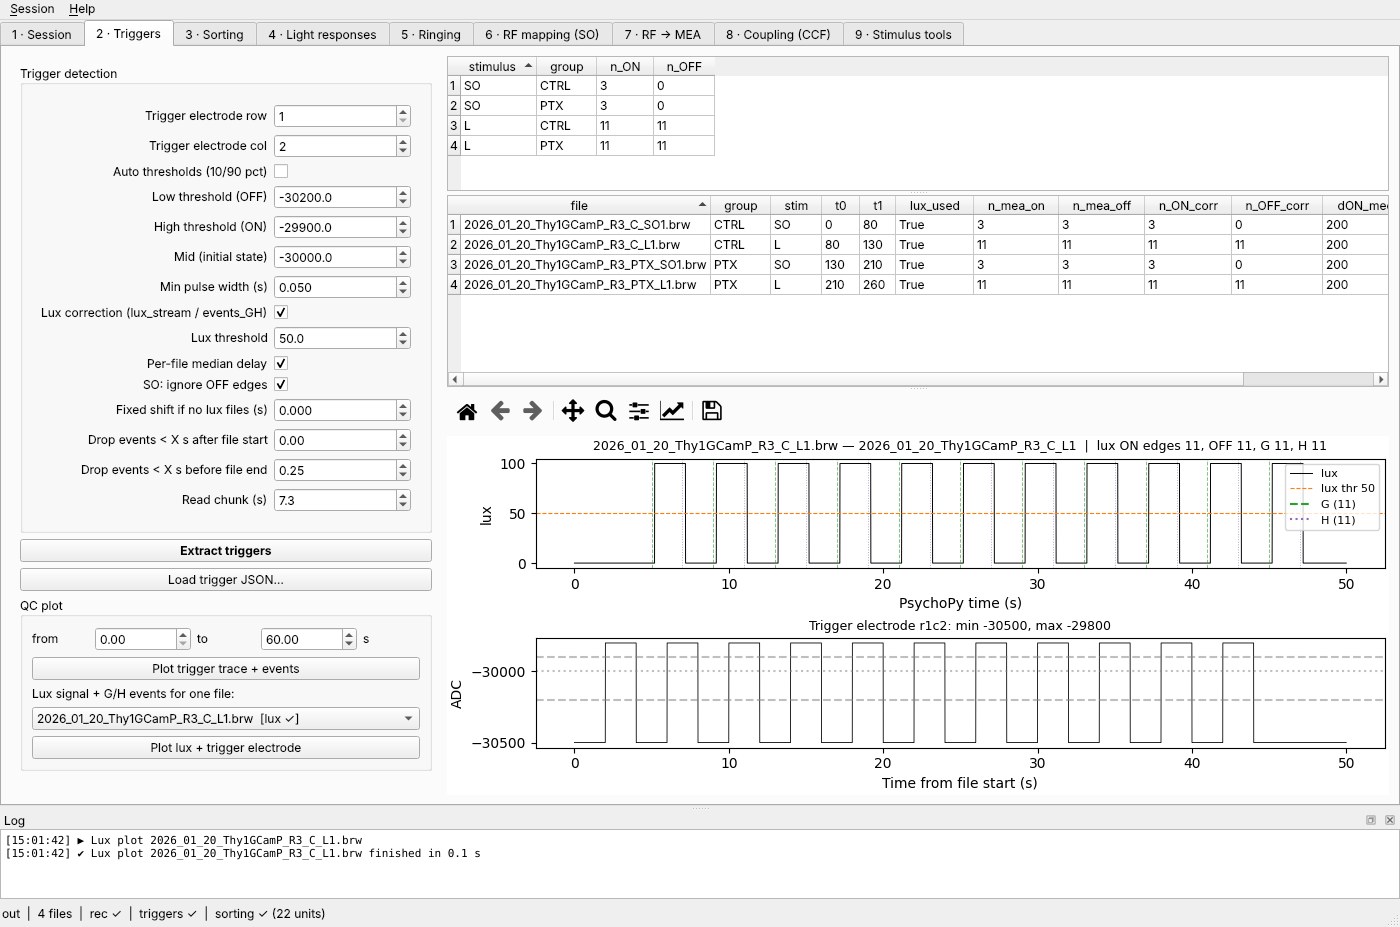 Session Help
1 · Session 2 · Triggers 3 · Sorting 4 · Light responses 5 · Ringing 6 · RF mapping (SO) 7 · RF → MEA 8 · Coupling (CCF) 9 · Stimulus tools
Trigger detection
Trigger electrode row 1
Trigger electrode col 2
Auto thresholds (10/90 pct)
Low threshold (OFF) -30200.0
High threshold (ON) -29900.0
Mid (initial state) -30000.0
Min pulse width (s) 0.050
Lux correction (lux_stream / events_GH) ✓
Lux threshold 50.0
Per-file median delay ✓
SO: ignore OFF edges ✓
Fixed shift if no lux files (s) 0.000
Drop events < X s after file start 0.00
Drop events < X s before file end 0.25
Read chunk (s) 7.3
Extract triggers
Load trigger JSON...
QC plot
from 0.00 to 60.00 s
Plot trigger trace + events
Lux signal + G/H events for one file:
2026_01_20_Thy1GCamP_R3_C_L1.brw [lux ✓]
Plot lux + trigger electrode
stimulus group n_ON n_OFF
1 SO CTRL 3 0
2 SO PTX 3 0
3 L CTRL 11 11
4 L PTX 11 11
file group stim t0 t1 lux_used n_mea_on n_mea_off n_ON_corr n_OFF_corr dON_me
1 2026_01_20_Thy1GCamP_R3_C_SO1.brw CTRL SO 0 80 True 3 3 3 0 200
2 2026_01_20_Thy1GCamP_R3_C_L1.brw CTRL L 80 130 True 11 11 11 11 200
3 2026_01_20_Thy1GCamP_R3_PTX_SO1.brw PTX SO 130 210 True 3 3 3 0 200
4 2026_01_20_Thy1GCamP_R3_PTX_L1.brw PTX L 210 260 True 11 11 11 11 200
2026_01_20_Thy1GCamP_R3_C_L1.brw — 2026_01_20_Thy1GCamP_R3_C_L1 | lux ON edges 11, OFF 11, G 11, H 11
lux
100
50
0
lux
lux thr 50
G (11)
H (11)
0 10 20 30 40 50
PsychoPy time (s)
Trigger electrode r1c2: min -30500, max -29800
ADC
−30000
−30500
0 10 20 30 40 50
Time from file start (s)
Log
[15:01:42] ▶ Lux plot 2026_01_20_Thy1GCamP_R3_C_L1.brw
[15:01:42] ✔ Lux plot 2026_01_20_Thy1GCamP_R3_C_L1.brw finished in 0.1 s
out | 4 files | rec ✓ | triggers ✓ | sorting ✓ (22 units)